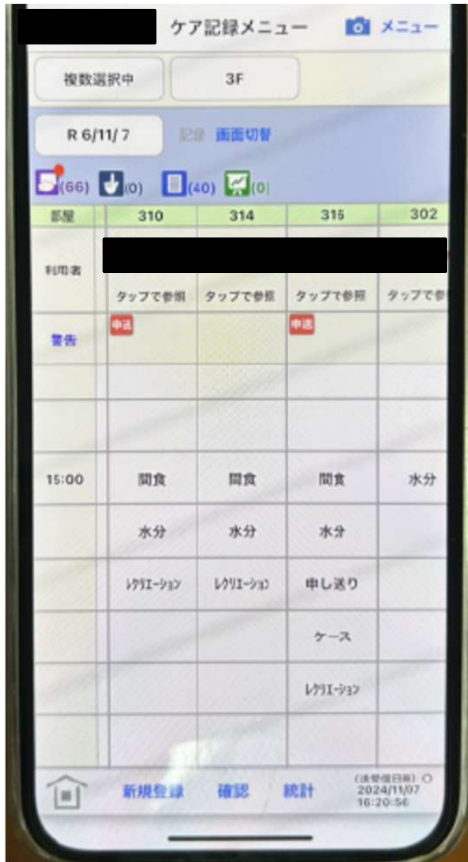 ケア記録メニュー メニュー
複数選択中 3F
R 6/11/7 記録 画面切替
(66) (0) (40) (0)
部屋 310 314 315 302
利用者
タップで参照 タップで参照 タップで参照 タップで参
警告 申送 申送
15:00 間食 間食 間食 水分
水分 水分 水分
ﾚｸﾘｴｰｼｮﾝ ﾚｸﾘｴｰｼｮﾝ 申し送り
ケース
ﾚｸﾘｴｰｼｮﾝ
新規登録 確認 統計
(送受信日時)
2024/11/07
16:20:56